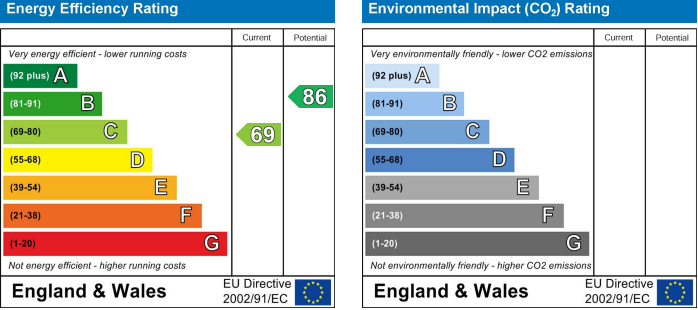 Energy Efficiency Rating
Current Potential
Very energy efficient - lower running costs
(92 plus) A
(81-91) B
86
(69-80) C
69
(55-68) D
(39-54) E
(21-38) F
(1-20) G
Not energy efficient - higher running costs
England & Wales
EU Directive
2002/91/EC
Environmental Impact (CO₂) Rating
Current Potential
Very environmentally friendly - lower CO2 emissions
(92 plus) A
(81-91) B
(69-80) C
(55-68) D
(39-54) E
(21-38) F
(1-20) G
Not environmentally friendly - higher CO2 emissions
England & Wales
EU Directive
2002/91/EC